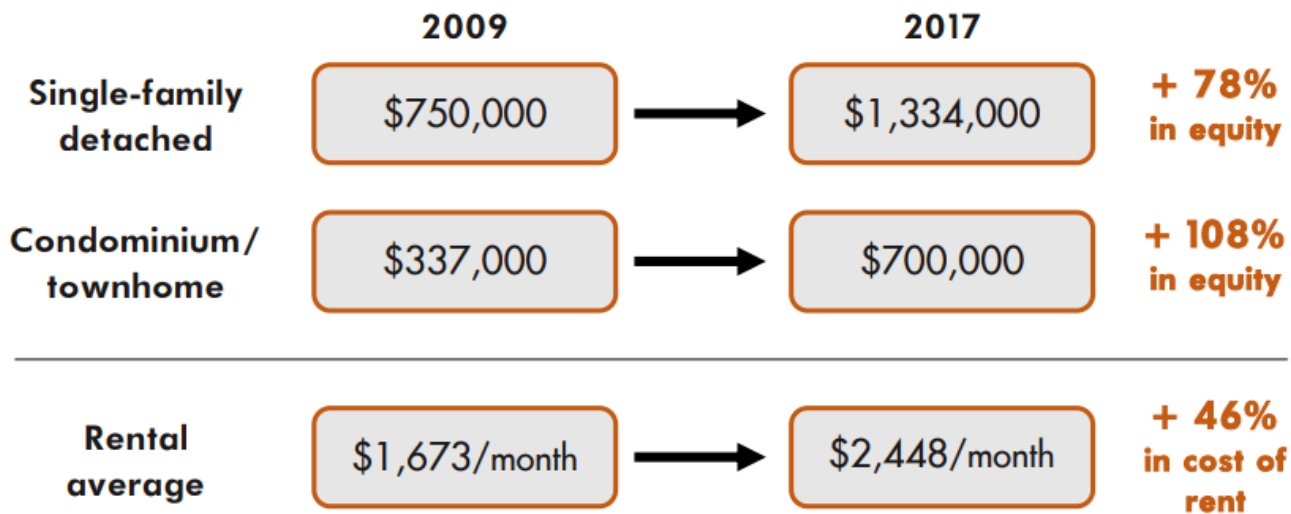 2009 2017
Single-family
detached
$750,000
$1,334,000
+ 78%
in equity
Condominium/
townhome
$337,000
$700,000
+ 108%
in equity
Rental
average
$1,673/month
$2,448/month
+ 46%
in cost of
rent